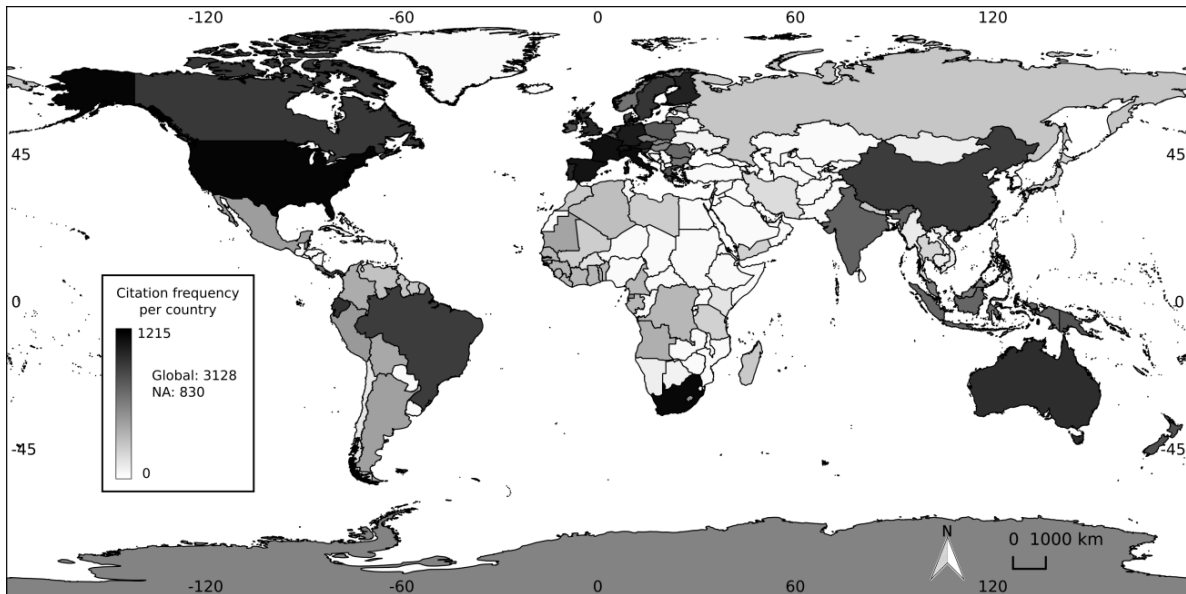 -120 -60 0 60 120
45 45
0 0
Citation frequency
per country
1215
Global: 3128
NA: 830
0
-45 -45
N
0 1000 km
-120 -60 0 60 120